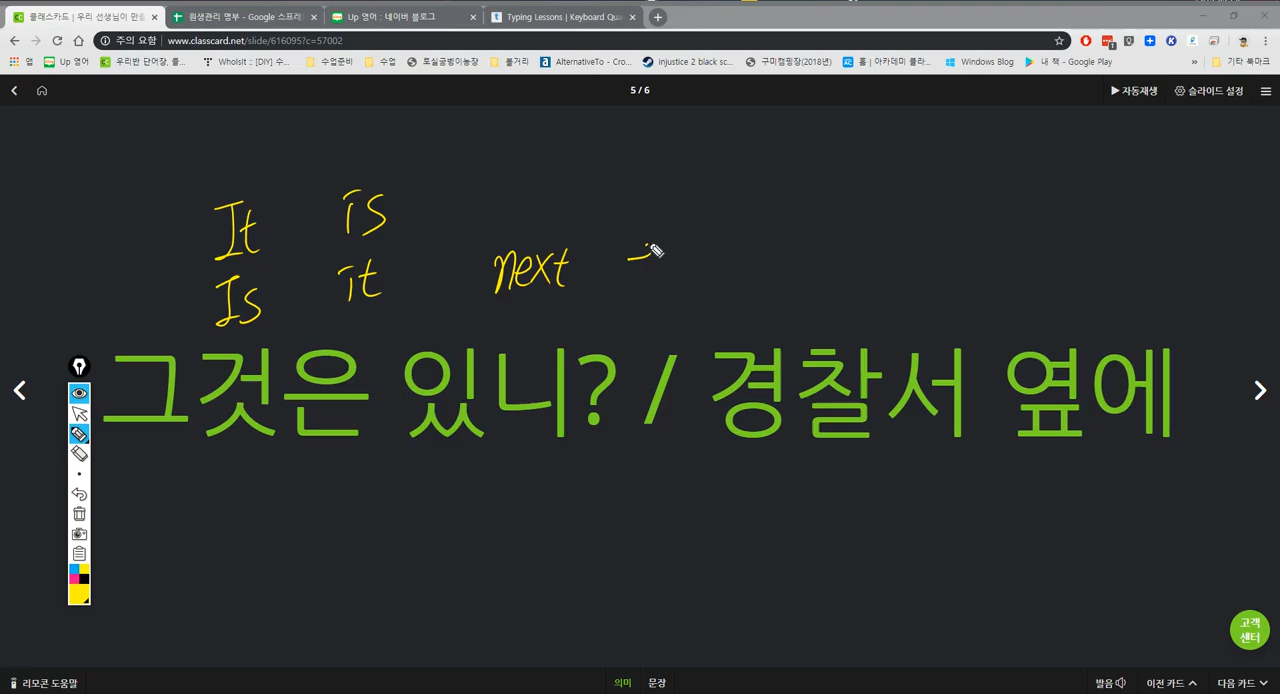 클래스카드 | 우리 선생님이 만들
원생관리 명부 - Google 스프레
Up 영어 : 네이버 블로그
Typing Lessons | Keyboard Qua
주의 요함 | www.classcard.net/slide/616095?c=57002
앱 Up 영어 우리반 단어장, 클... WhoIsIt :: [DIY] 수... 수업준비 수업 토실굼벵이농장 볼거리 AlternativeTo - Cro... injustice 2 black sc... 구미캠핑장(2018년) 홈 | 아카데미 클라... Windows Blog 내 책 - Google Play » 기타 북마크
5 / 6
자동재생 슬라이드 설정
It is
Is it next
그것은 있니? / 경찰서 옆에
고객
센터
리모콘 도움말 의미 문장 발음 이전 카드 다음 카드